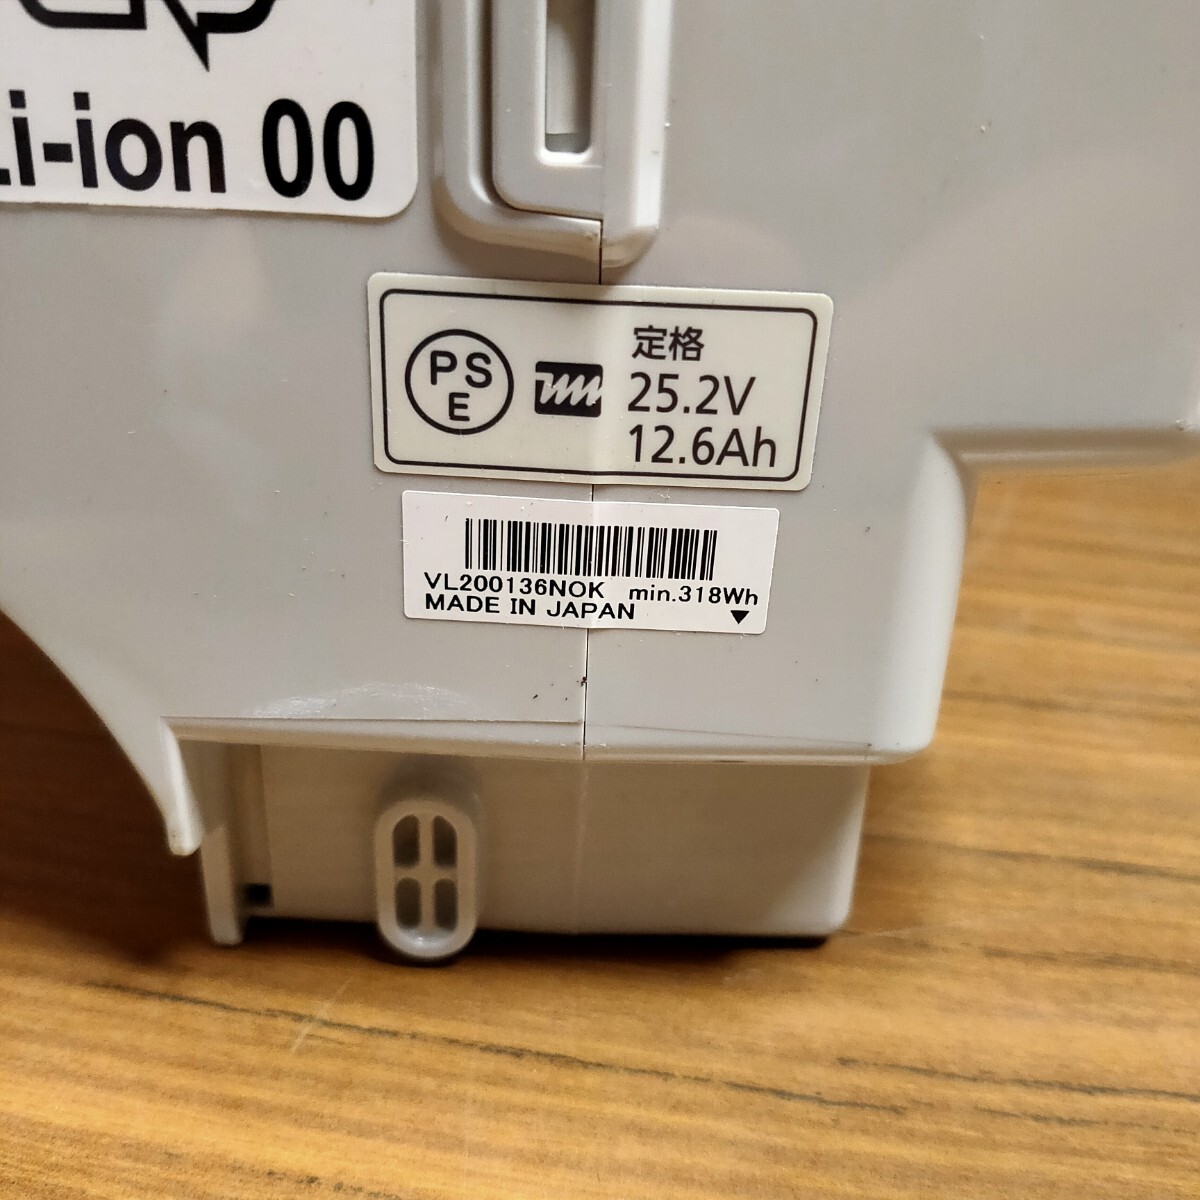 Li-ion 00
PS
E
定格
25.2V
12.6Ah
VL200136NOK min.318Wh
MADE IN JAPAN